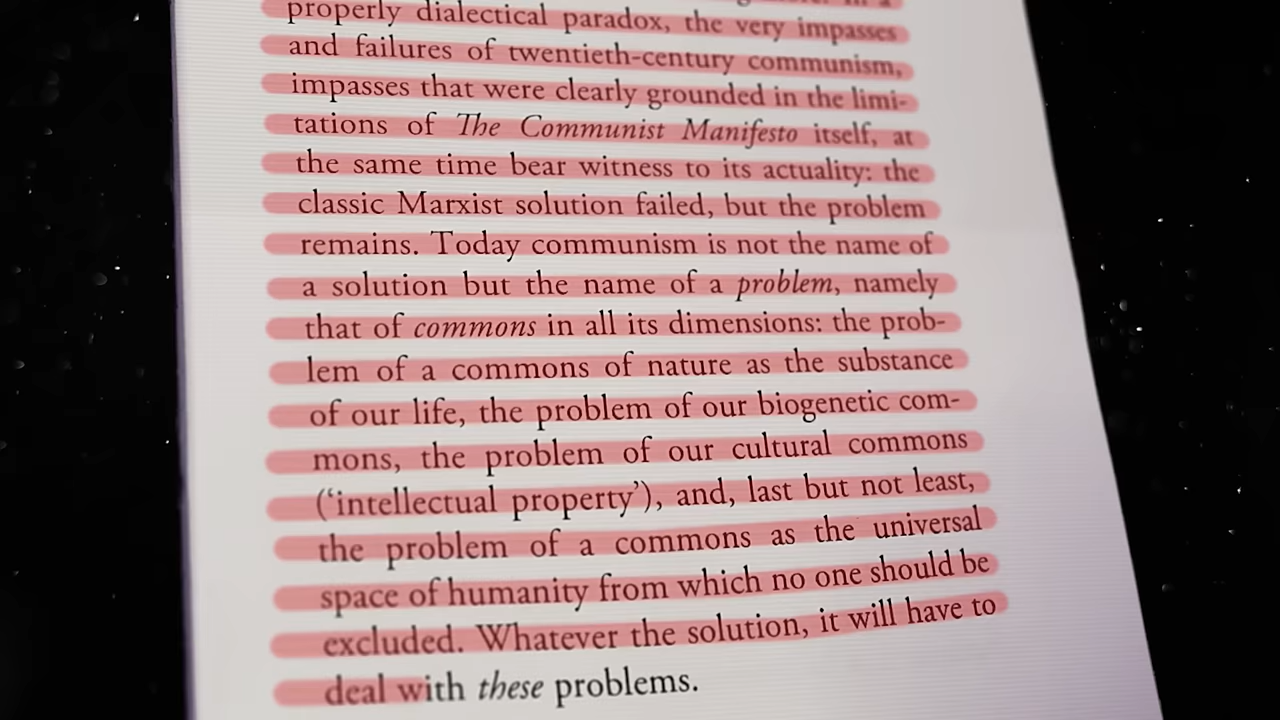 properly dialectical paradox, the very impasses
and failures of twentieth-century communism,
impasses that were clearly grounded in the limi-
tations of The Communist Manifesto itself, at
the same time bear witness to its actuality: the
classic Marxist solution failed, but the problem
remains. Today communism is not the name of
a solution but the name of a problem, namely
that of commons in all its dimensions: the prob-
lem of a commons of nature as the substance
of our life, the problem of our biogenetic com-
mons, the problem of our cultural commons
(‘intellectual property’), and, last but not least,
the problem of a commons as the universal
space of humanity from which no one should be
excluded. Whatever the solution, it will have to
deal with these problems.